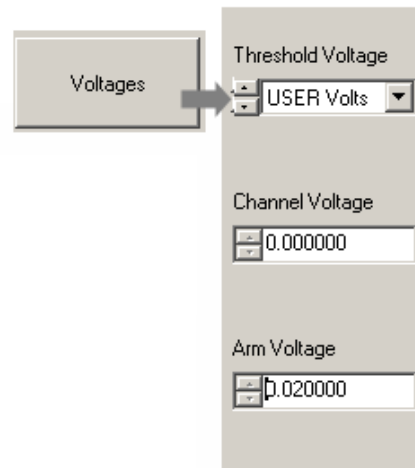 Voltages
Threshold Voltage
USER Volts
Channel Voltage
0.000000
Arm Voltage
0.020000